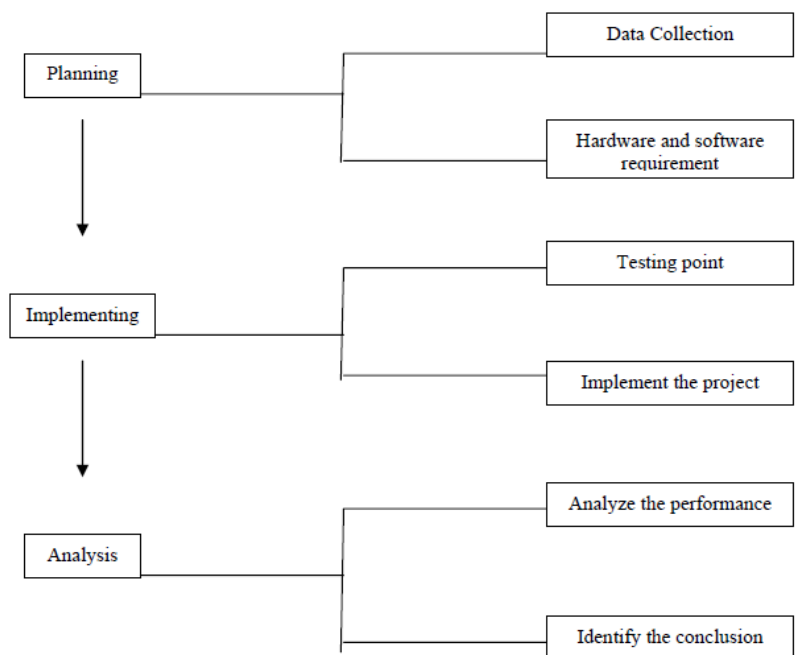 Data Collection
Planning
Hardware and software
requirement
Testing point
Implementing
Implement the project
Analyze the performance
Analysis
Identify the conclusion